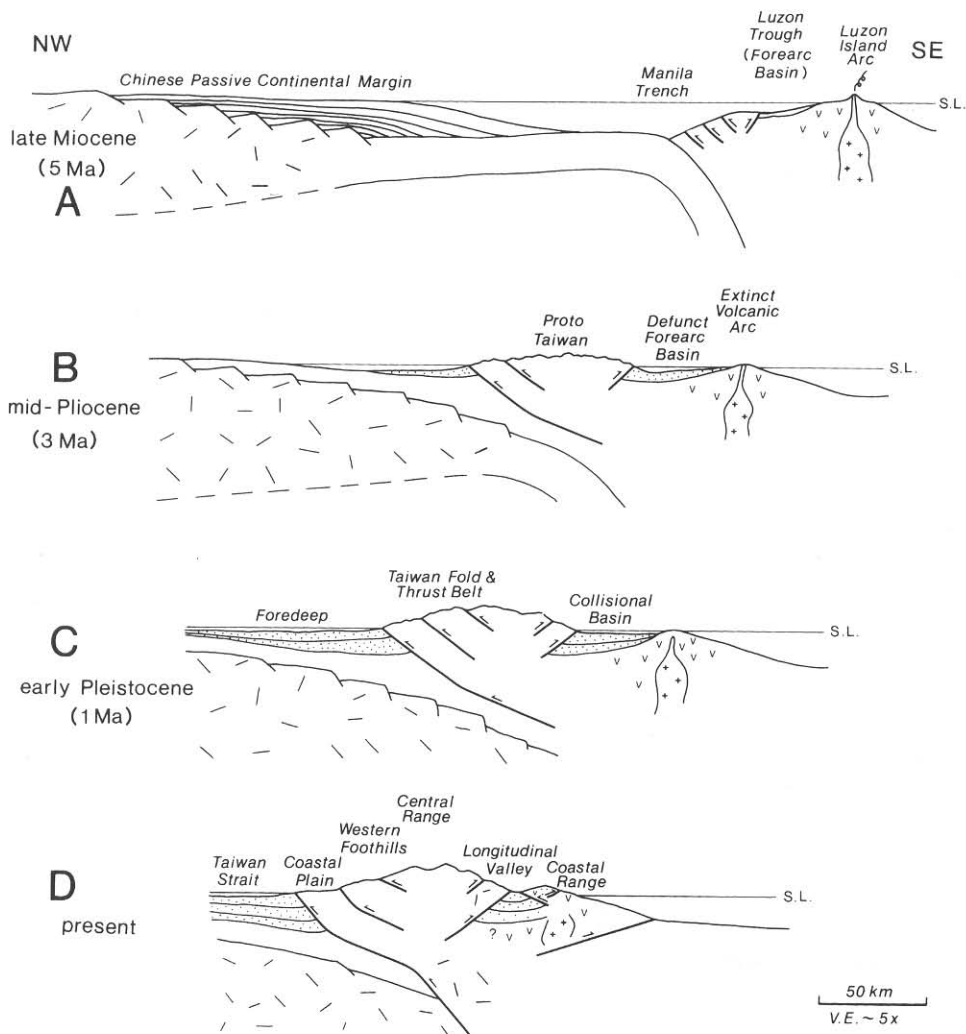 NW
Chinese Passive Continental Margin
Manila
Trench
Luzon
Trough
(Forearc
Basin)
Luzon
Island
Arc
SE
S.L.
late Miocene
(5 Ma)
A
Proto
Taiwan
Defunct
Forearc
Basin
Extinct
Volcanic
Arc
S.L.
B
mid-Pliocene
(3 Ma)
Taiwan Fold &
Thrust Belt
Foredeep
Collisional
Basin
S.L.
C
early Pleistocene
(1 Ma)
Central
Range
Western
Foothills
Taiwan
Strait
Coastal
Plain
Longitudinal
Valley
Coastal
Range
S.L.
D
present
?
50 km
V.E. ~ 5x